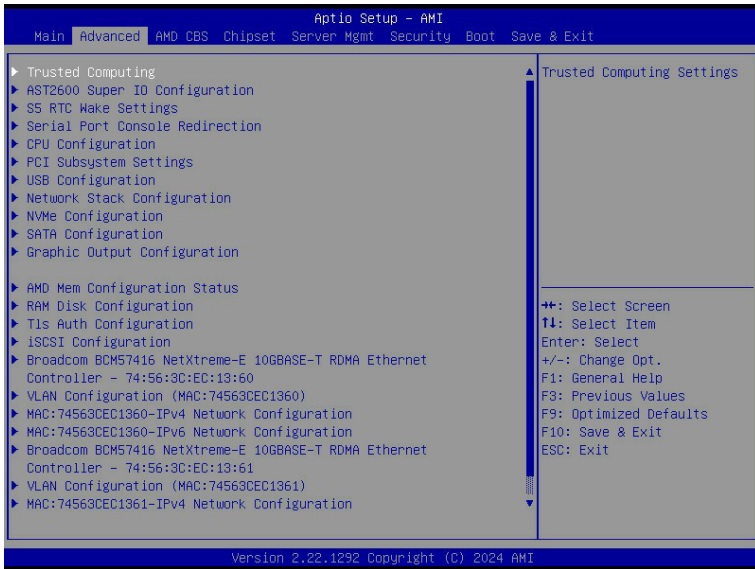 Aptio Setup - AMI
Main Advanced AMD CBS Chipset Server Mgmt Security Boot Save & Exit
▶ Trusted Computing
▶ AST2600 Super IO Configuration
▶ S5 RTC Wake Settings
▶ Serial Port Console Redirection
▶ CPU Configuration
▶ PCI Subsystem Settings
▶ USB Configuration
▶ Network Stack Configuration
▶ NVMe Configuration
▶ SATA Configuration
▶ Graphic Output Configuration
▶ AMD Mem Configuration Status
▶ RAM Disk Configuration
▶ Tls Auth Configuration
▶ iSCSI Configuration
▶ Broadcom BCM57416 NetXtreme-E 10GBASE-T RDMA Ethernet
Controller - 74:56:3C:EC:13:60
▶ VLAN Configuration (MAC:74563CEC1360)
▶ MAC:74563CEC1360-IPv4 Network Configuration
▶ MAC:74563CEC1360-IPv6 Network Configuration
▶ Broadcom BCM57416 NetXtreme-E 10GBASE-T RDMA Ethernet
Controller - 74:56:3C:EC:13:61
▶ VLAN Configuration (MAC:74563CEC1361)
▶ MAC:74563CEC1361-IPv4 Network Configuration
Trusted Computing Settings
→←: Select Screen
↑↓: Select Item
Enter: Select
+/-: Change Opt.
F1: General Help
F3: Previous Values
F9: Optimized Defaults
F10: Save & Exit
ESC: Exit
Version 2.22.1292 Copyright (C) 2024 AMI